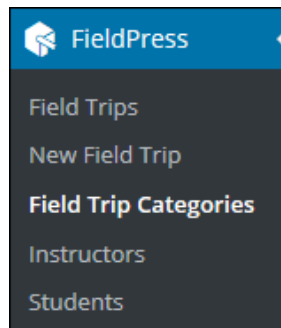 FieldPress
Field Trips
New Field Trip
Field Trip Categories
Instructors
Students